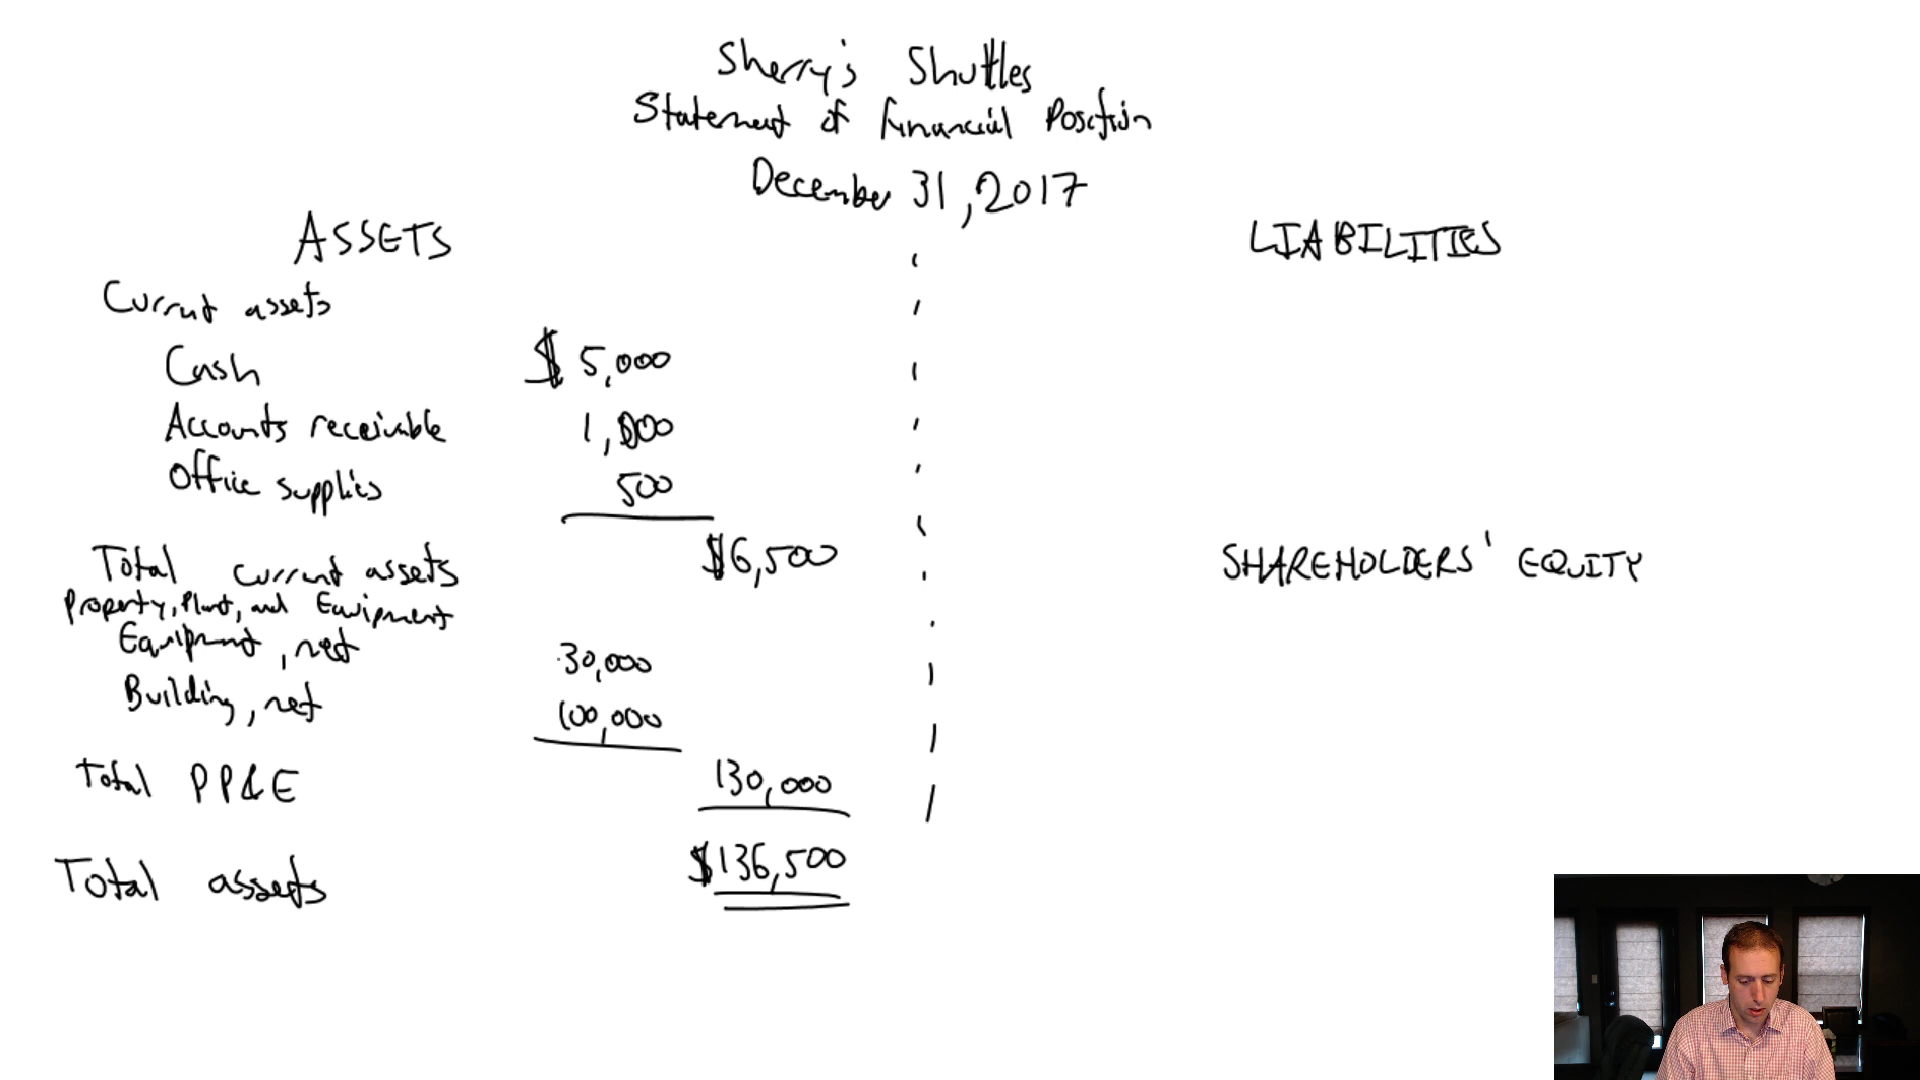 Sherry's Shuttles
Statement of Financial Position
December 31, 2017
ASSETS
Current assets
Cash $ 5,000
Accounts receivable 1,000
Office supplies 500
Total current assets $6,500
Property, Plant, and Equipment
Equipment, net 30,000
Building, net 100,000
Total PP&E 130,000
Total assets $136,500
LIABILITIES
SHAREHOLDERS' EQUITY